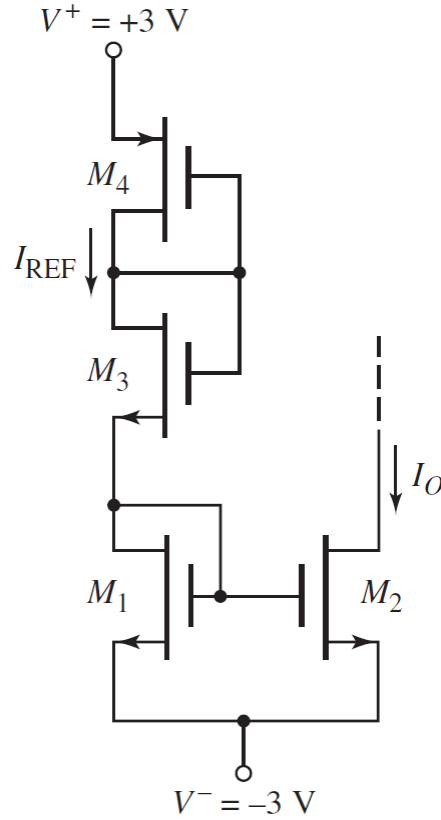 V⁺ = +3 V
M₄
I_REF
M₃
I_O
M₁
M₂
V⁻ = –3 V